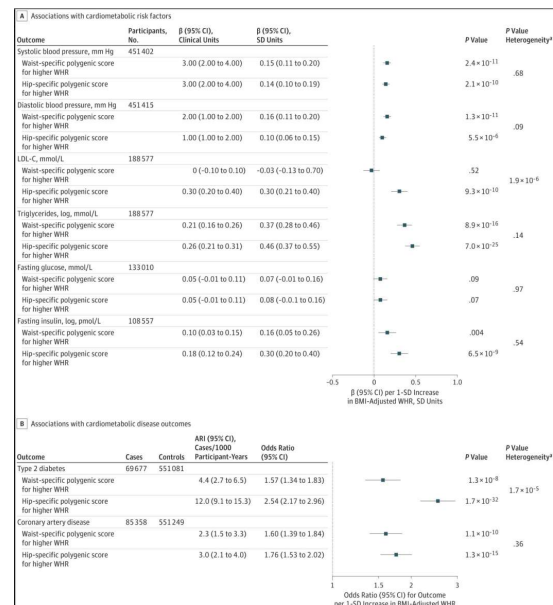 A Associations with cardiometabolic risk factors
Outcome Participants, No. β (95% CI), Clinical Units β (95% CI), SD Units P Value P Value Heterogeneityᵃ
Systolic blood pressure, mm Hg 451 402
Waist-specific polygenic score for higher WHR 3.00 (2.00 to 4.00) 0.15 (0.11 to 0.20) 2.4 × 10⁻¹¹
.68
Hip-specific polygenic score for higher WHR 3.00 (2.00 to 4.00) 0.14 (0.10 to 0.19) 2.1 × 10⁻¹⁰
Diastolic blood pressure, mm Hg 451 415
Waist-specific polygenic score for higher WHR 2.00 (1.00 to 2.00) 0.16 (0.11 to 0.20) 1.3 × 10⁻¹¹
.09
Hip-specific polygenic score for higher WHR 1.00 (1.00 to 2.00) 0.10 (0.06 to 0.15) 5.5 × 10⁻⁶
LDL-C, mmol/L 188 577
Waist-specific polygenic score for higher WHR 0 (-0.10 to 0.10) -0.03 (-0.13 to 0.70) .52
1.9 × 10⁻⁶
Hip-specific polygenic score for higher WHR 0.30 (0.20 to 0.40) 0.30 (0.21 to 0.40) 9.3 × 10⁻¹⁰
Triglycerides, log, mmol/L 188 577
Waist-specific polygenic score for higher WHR 0.21 (0.16 to 0.26) 0.37 (0.28 to 0.46) 8.9 × 10⁻¹⁶
.14
Hip-specific polygenic score for higher WHR 0.26 (0.21 to 0.31) 0.46 (0.37 to 0.55) 7.0 × 10⁻²⁵
Fasting glucose, mmol/L 133 010
Waist-specific polygenic score for higher WHR 0.05 (-0.01 to 0.11) 0.07 (-0.01 to 0.16) .09
.97
Hip-specific polygenic score for higher WHR 0.05 (-0.01 to 0.11) 0.08 (-0.0.1 to 0.16) .07
Fasting insulin, log, pmol/L 108 557
Waist-specific polygenic score for higher WHR 0.10 (0.03 to 0.15) 0.16 (0.05 to 0.26) .004
.54
Hip-specific polygenic score for higher WHR 0.18 (0.12 to 0.24) 0.30 (0.20 to 0.40) 6.5 × 10⁻⁹
-0.5 0 0.5 1.0
β (95% CI) per 1-SD Increase
in BMI-Adjusted WHR, SD Units
B Associations with cardiometabolic disease outcomes
Outcome Cases Controls ARI (95% CI), Cases/1000 Participant-Years Odds Ratio (95% CI) P Value P Value Heterogeneityᵃ
Type 2 diabetes 69 677 551 081
Waist-specific polygenic score for higher WHR 4.4 (2.7 to 6.5) 1.57 (1.34 to 1.83) 1.3 × 10⁻⁸
1.7 × 10⁻⁵
Hip-specific polygenic score for higher WHR 12.0 (9.1 to 15.3) 2.54 (2.17 to 2.96) 1.7 × 10⁻³²
Coronary artery disease 85 358 551 249
Waist-specific polygenic score for higher WHR 2.3 (1.5 to 3.3) 1.60 (1.39 to 1.84) 1.1 × 10⁻¹⁰
.36
Hip-specific polygenic score for higher WHR 3.0 (2.1 to 4.0) 1.76 (1.53 to 2.02) 1.3 × 10⁻¹⁵
1 1.5 2 3
Odds Ratio (95% CI) for Outcome
per 1-SD Increase in BMI-Adjusted WHR